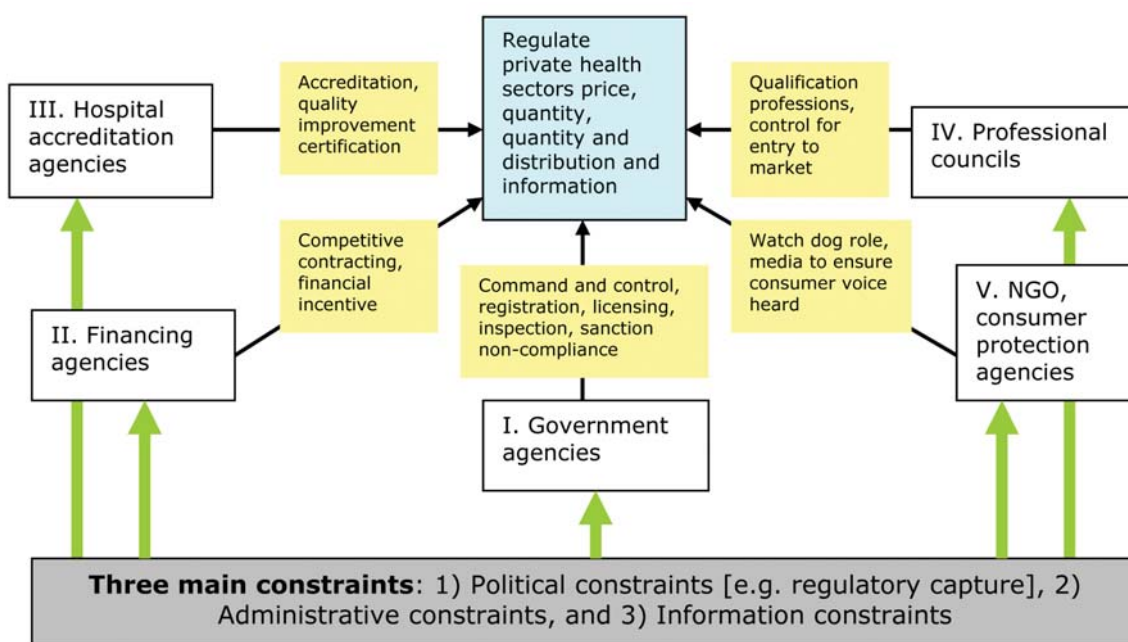 Regulate
private health
sectors price,
quantity,
quantity and
distribution and
information
Accreditation,
quality
improvement
certification
Qualification
professions,
control for
entry to
market
III. Hospital
accreditation
agencies
IV. Professional
councils
Competitive
contracting,
financial
incentive
Command and control,
registration, licensing,
inspection, sanction
non-compliance
Watch dog role,
media to ensure
consumer voice
heard
II. Financing
agencies
V. NGO,
consumer
protection
agencies
I. Government
agencies
Three main constraints: 1) Political constraints [e.g. regulatory capture], 2)
Administrative constraints, and 3) Information constraints